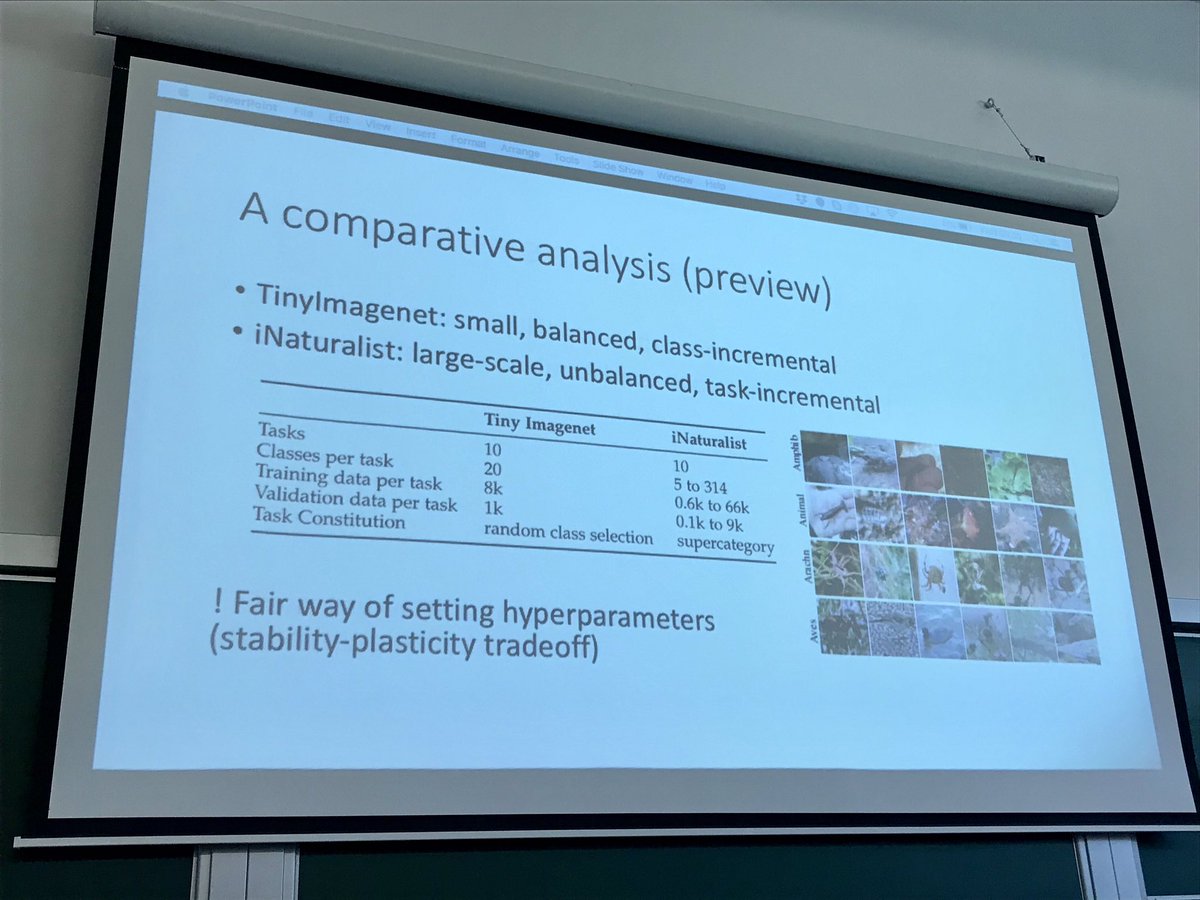 PowerPoint File Edit View Insert Format Arrange Tools Slide Show Window Help
A comparative analysis (preview)
• TinyImagenet: small, balanced, class-incremental
• iNaturalist: large-scale, unbalanced, task-incremental
Tiny Imagenet iNaturalist
Tasks 10 10
Classes per task 20 5 to 314
Training data per task 8k 0.6k to 66k
Validation data per task 1k 0.1k to 9k
Task Constitution random class selection supercategory
Amphib
Animal
Arachn
Aves
! Fair way of setting hyperparameters
(stability-plasticity tradeoff)